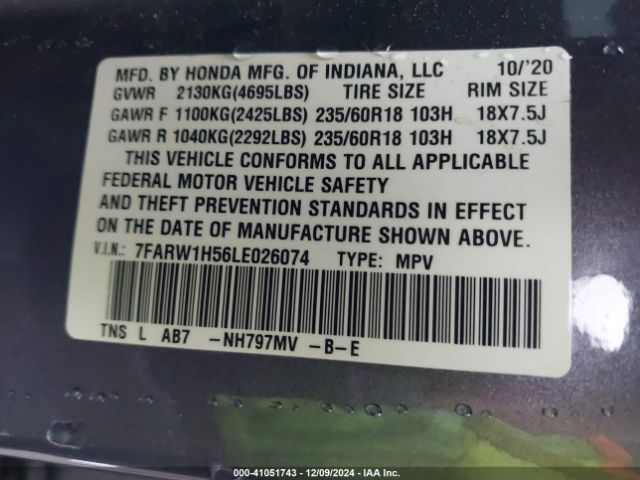 MFD. BY HONDA MFG. OF INDIANA, LLC 10/'20
GVWR 2130KG(4695LBS) TIRE SIZE RIM SIZE
GAWR F 1100KG(2425LBS) 235/60R18 103H 18X7.5J
GAWR R 1040KG(2292LBS) 235/60R18 103H 18X7.5J
THIS VEHICLE CONFORMS TO ALL APPLICABLE
FEDERAL MOTOR VEHICLE SAFETY
AND THEFT PREVENTION STANDARDS IN EFFECT
ON THE DATE OF MANUFACTURE SHOWN ABOVE.
V.I.N.: 7FARW1H56LE026074 TYPE: MPV
TNS L AB7 -NH797MV -B-E
000-41051743 - 12/09/2024 - IAA Inc.